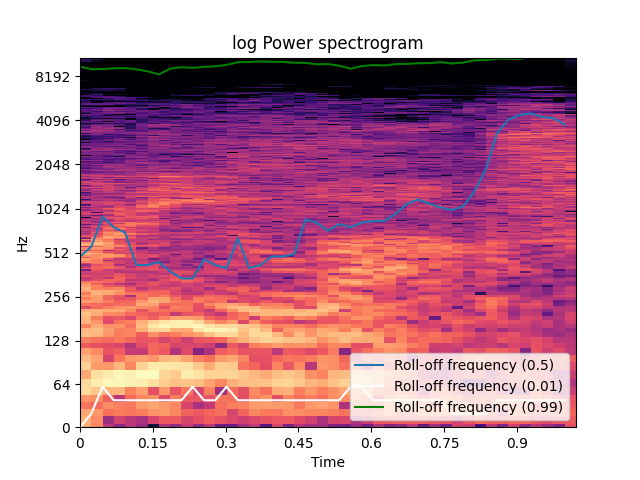 log Power spectrogram
Hz
8192
4096
2048
1024
512
256
128
64
0
Roll-off frequency (0.5)
Roll-off frequency (0.01)
Roll-off frequency (0.99)
0 0.15 0.3 0.45 0.6 0.75 0.9
Time